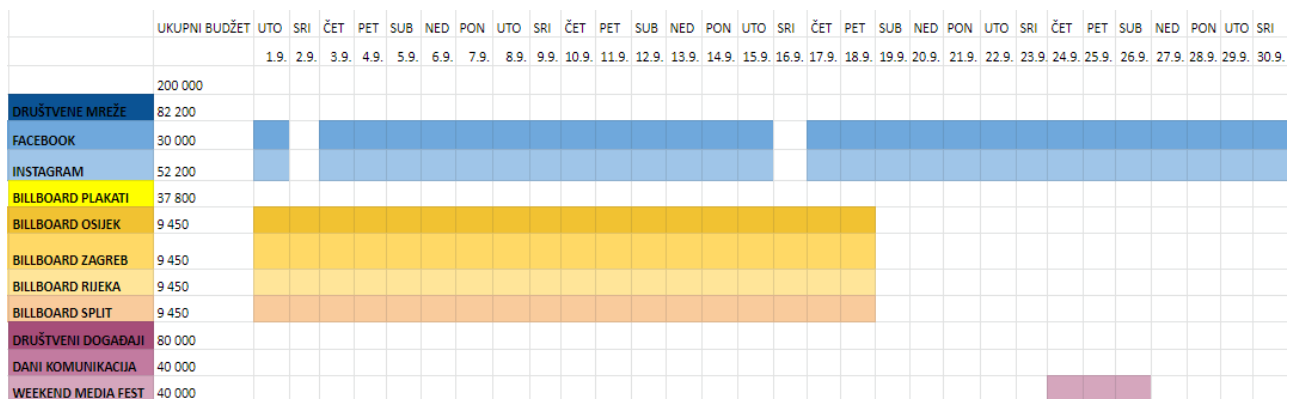 UKUPNI BUDŽET UTO SRI ČET PET SUB NED PON UTO SRI ČET PET SUB NED PON UTO SRI ČET PET SUB NED PON UTO SRI ČET PET SUB NED PON UTO SRI
1.9. 2.9. 3.9. 4.9. 5.9. 6.9. 7.9. 8.9. 9.9. 10.9. 11.9. 12.9. 13.9. 14.9. 15.9. 16.9. 17.9. 18.9. 19.9. 20.9. 21.9. 22.9. 23.9. 24.9. 25.9. 26.9. 27.9. 28.9. 29.9. 30.9.
200 000
DRUŠTVENE MREŽE 82 200
FACEBOOK 30 000
INSTAGRAM 52 200
BILLBOARD PLAKATI 37 800
BILLBOARD OSIJEK 9 450
BILLBOARD ZAGREB 9 450
BILLBOARD RIJEKA 9 450
BILLBOARD SPLIT 9 450
DRUŠTVENI DOGAĐAJI 80 000
DANI KOMUNIKACIJA 40 000
WEEKEND MEDIA FEST 40 000